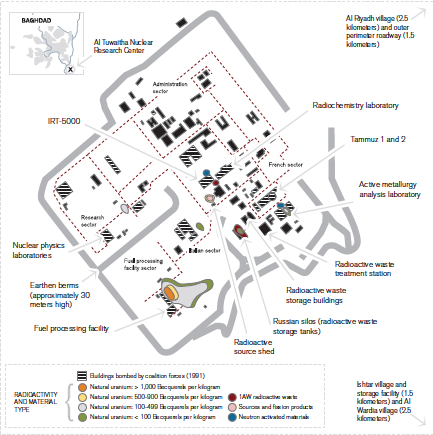 BAGHDAD
X
Al Tuwaitha Nuclear
Research Center
Al Riyadh village (2.5
kilometers) and outer
perimeter roadway (1.5
kilometers)
Administration
sector
IRT-5000
Radiochemistry laboratory
Tammuz 1 and 2
French sector
Active metallurgy
analysis laboratory
Research
sector
Nuclear physics
laboratories
Italian sector
Fuel processing
facility sector
Radioactive waste
treatment station
Earthen berms
(approximately 30
meters high)
Radioactive waste
storage buildings
Fuel processing facility
Russian silos (radioactive waste
storage tanks)
Radioactive
source shed
RADIOACTIVITY
AND MATERIAL
TYPE
Buildings bombed by coalition forces (1991)
Natural uranium: > 1,000 Becquerels per kilogram
Natural uranium: 500-900 Becquerels per kilogram
Natural uranium: 100-499 Becquerels per kilogram
Natural uranium: < 100 Becquerels per kilogram
1AW radioactive waste
Sources and fission products
Neutron activated materials
Ishtar village and
storage facility (1.5
kilometers) and Al
Wardia village (2.5
kilometers)